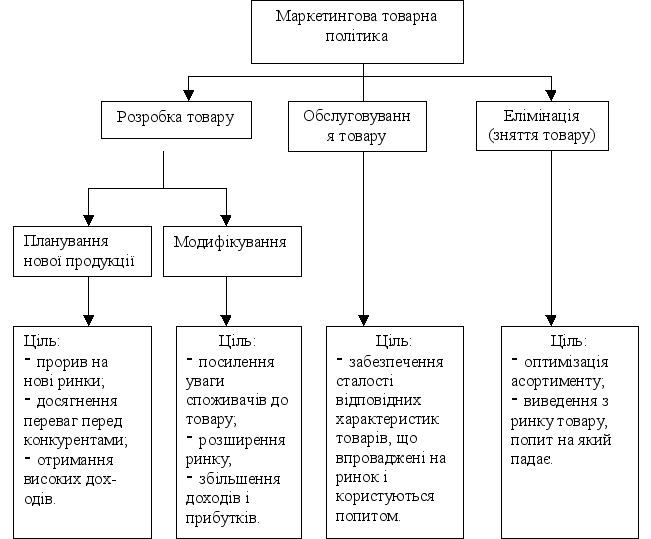 Маркетингова товарна
політика
Розробка товару
Обслуговуванн
я товару
Елімінація
(зняття товару)
Планування
нової продукції
Модифікування
Ціль:
- прорив на
нові ринки;
- досягнення
переваг перед
конкурентами;
- отримання
високих дох-
одів.
Ціль:
- посилення
уваги
споживачів до
товару;
- розширення
ринку;
- збільшення
доходів і
прибутків.
Ціль:
- забезпечення
сталості
відповідних
характеристик
товарів, що
впроваджені на
ринок і
користуються
попитом.
Ціль:
- оптимізація
асортименту;
- виведення з
ринку товару,
попит на який
падає.